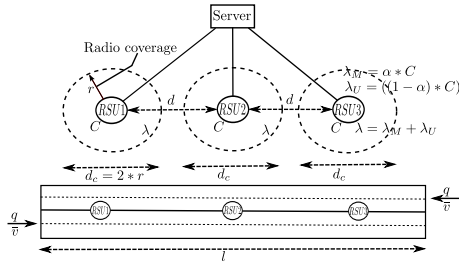 Server
Radio coverage
λ_M = α * C
λ_U = ((1 − α) * C)
r
d
d
RSU1
RSU2
RSU3
C
λ
C
λ
C
λ = λ_M + λ_U
d_c = 2 * r
d_c
d_c
q/v̅
RSU1
RSU2
RSU3
q/v̅
l